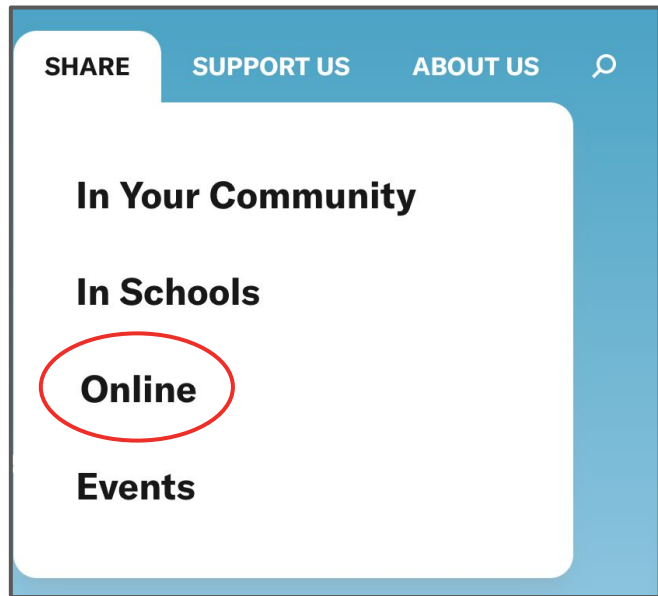 SHARE SUPPORT US ABOUT US
In Your Community
In Schools
Online
Events